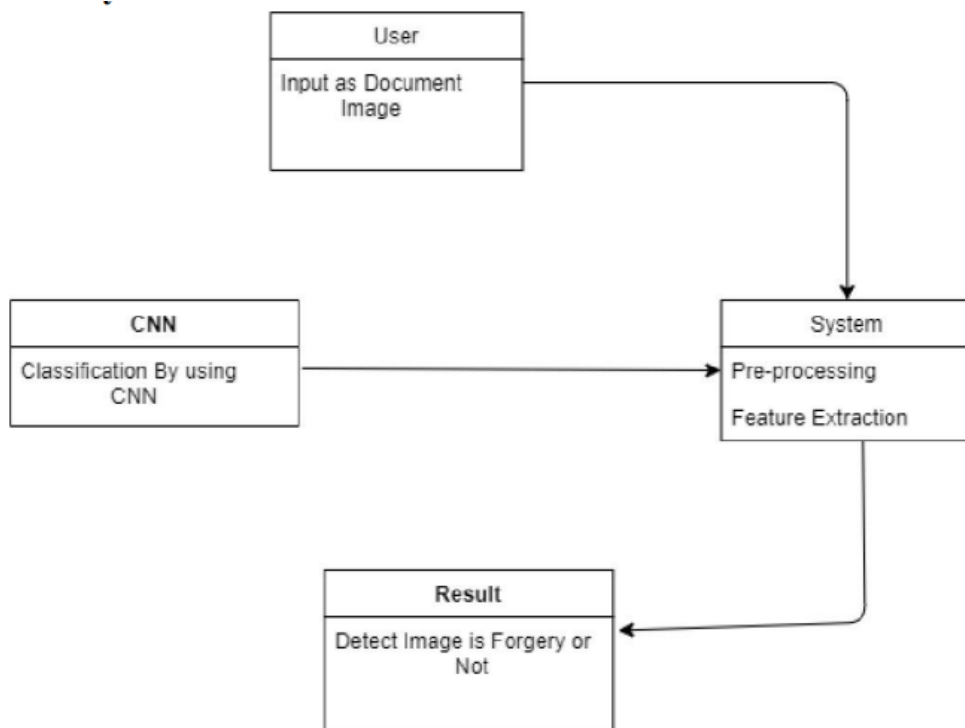 User
Input as Document
Image
CNN
Classification By using
CNN
System
Pre-processing
Feature Extraction
Result
Detect Image is Forgery or
Not